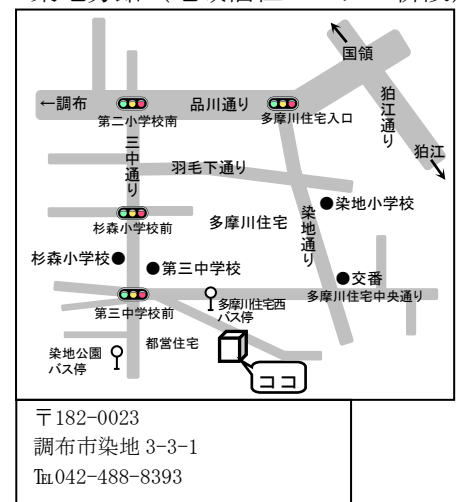 国領
←調布
品川通り
狛江通り
第二小学校南
多摩川住宅入口
狛江
三中通り
羽毛下通り
染地小学校
染地通り
杉森小学校前
多摩川住宅
杉森小学校
第三中学校
交番
多摩川住宅中央通り
多摩川住宅西
バス停
第三中学校前
都営住宅
染地公園
バス停
ココ
〒182-0023
調布市染地 3-3-1
℡042-488-8393